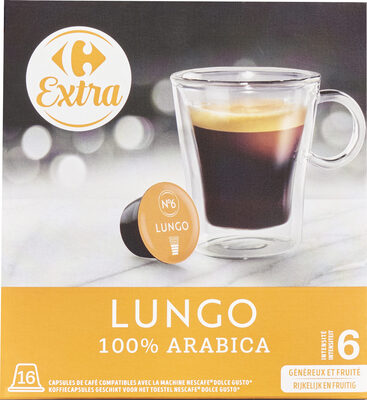 Extra
N°6
LUNGO
LUNGO
100% ARABICA
INTENSITÉ
INTENSITEIT
6
GÉNÉREUX ET FRUITÉ
RIJKELIJK EN FRUITIG
16
CAPSULES DE CAFÉ COMPATIBLES AVEC LA MACHINE NESCAFÉ® DOLCE GUSTO®*
KOFFIECAPSULES GESCHIKT VOOR HET TOESTEL NESCAFÉ® DOLCE GUSTO®*